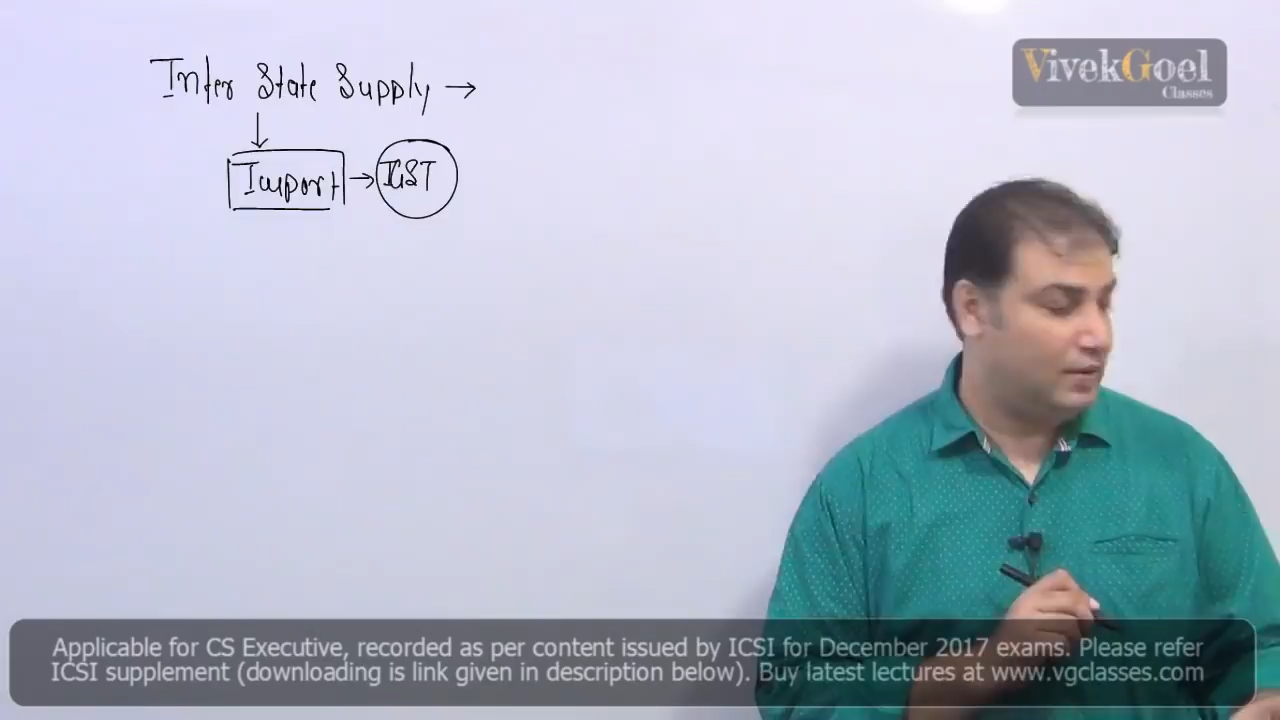 Inter State Supply →
Import → IGST
VivekGoel
Classes
Applicable for CS Executive, recorded as per content issued by ICSI for December 2017 exams. Please refer
ICSI supplement (downloading is link given in description below). Buy latest lectures at www.vgclasses.com